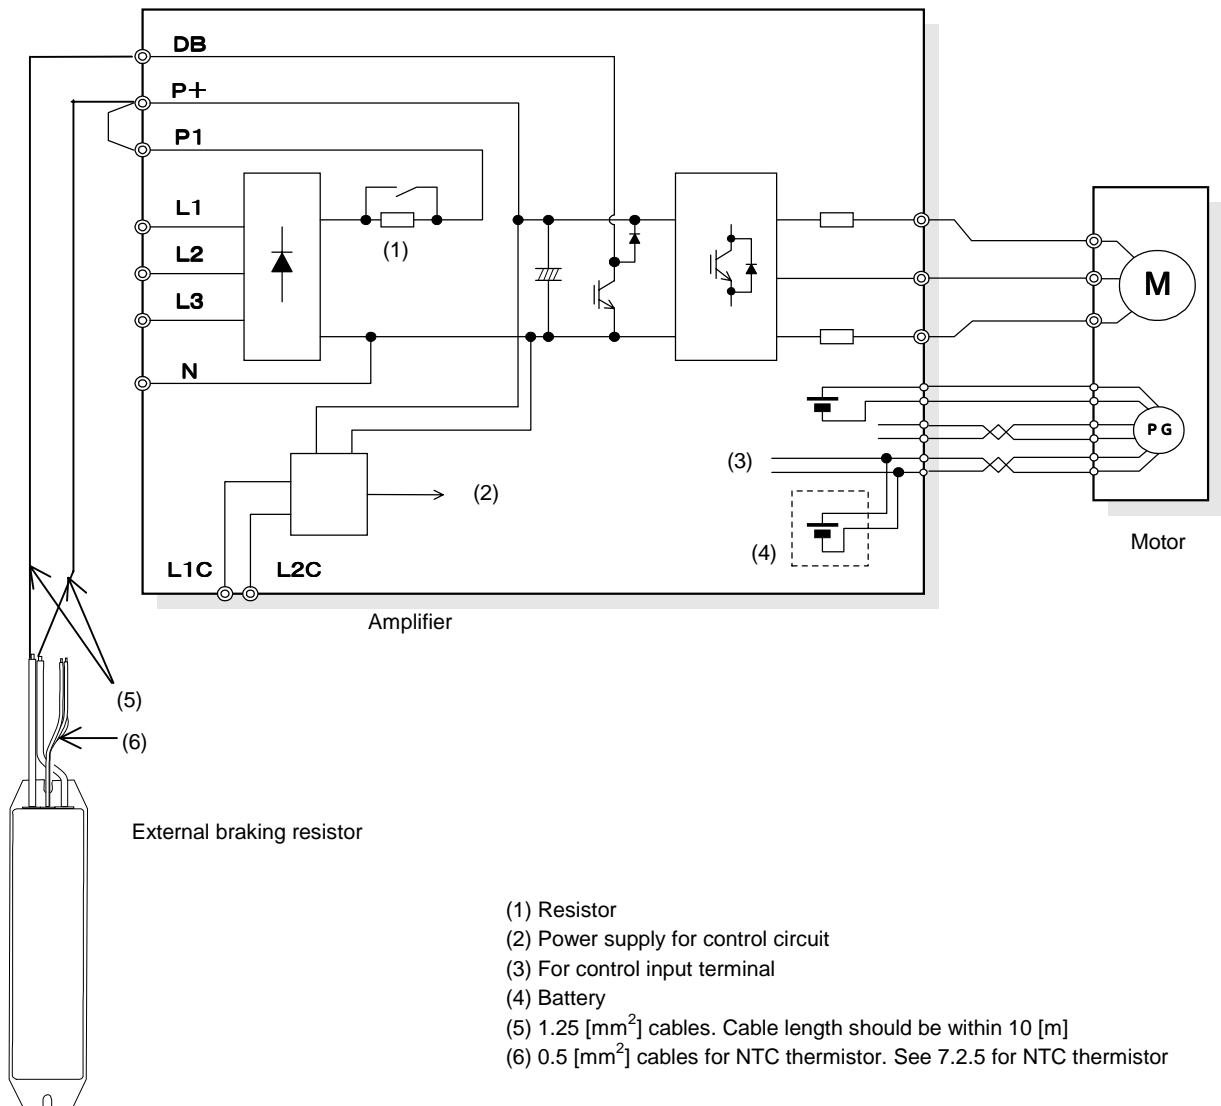 DB
P+
P1
L1
(1)
L2
M
L3
N
PG
(3)
(2)
(4)
Motor
L1C
L2C
Amplifier
(5)
(6)
External braking resistor
(1) Resistor
(2) Power supply for control circuit
(3) For control input terminal
(4) Battery
(5) 1.25 [mm²] cables. Cable length should be within 10 [m]
(6) 0.5 [mm²] cables for NTC thermistor. See 7.2.5 for NTC thermistor